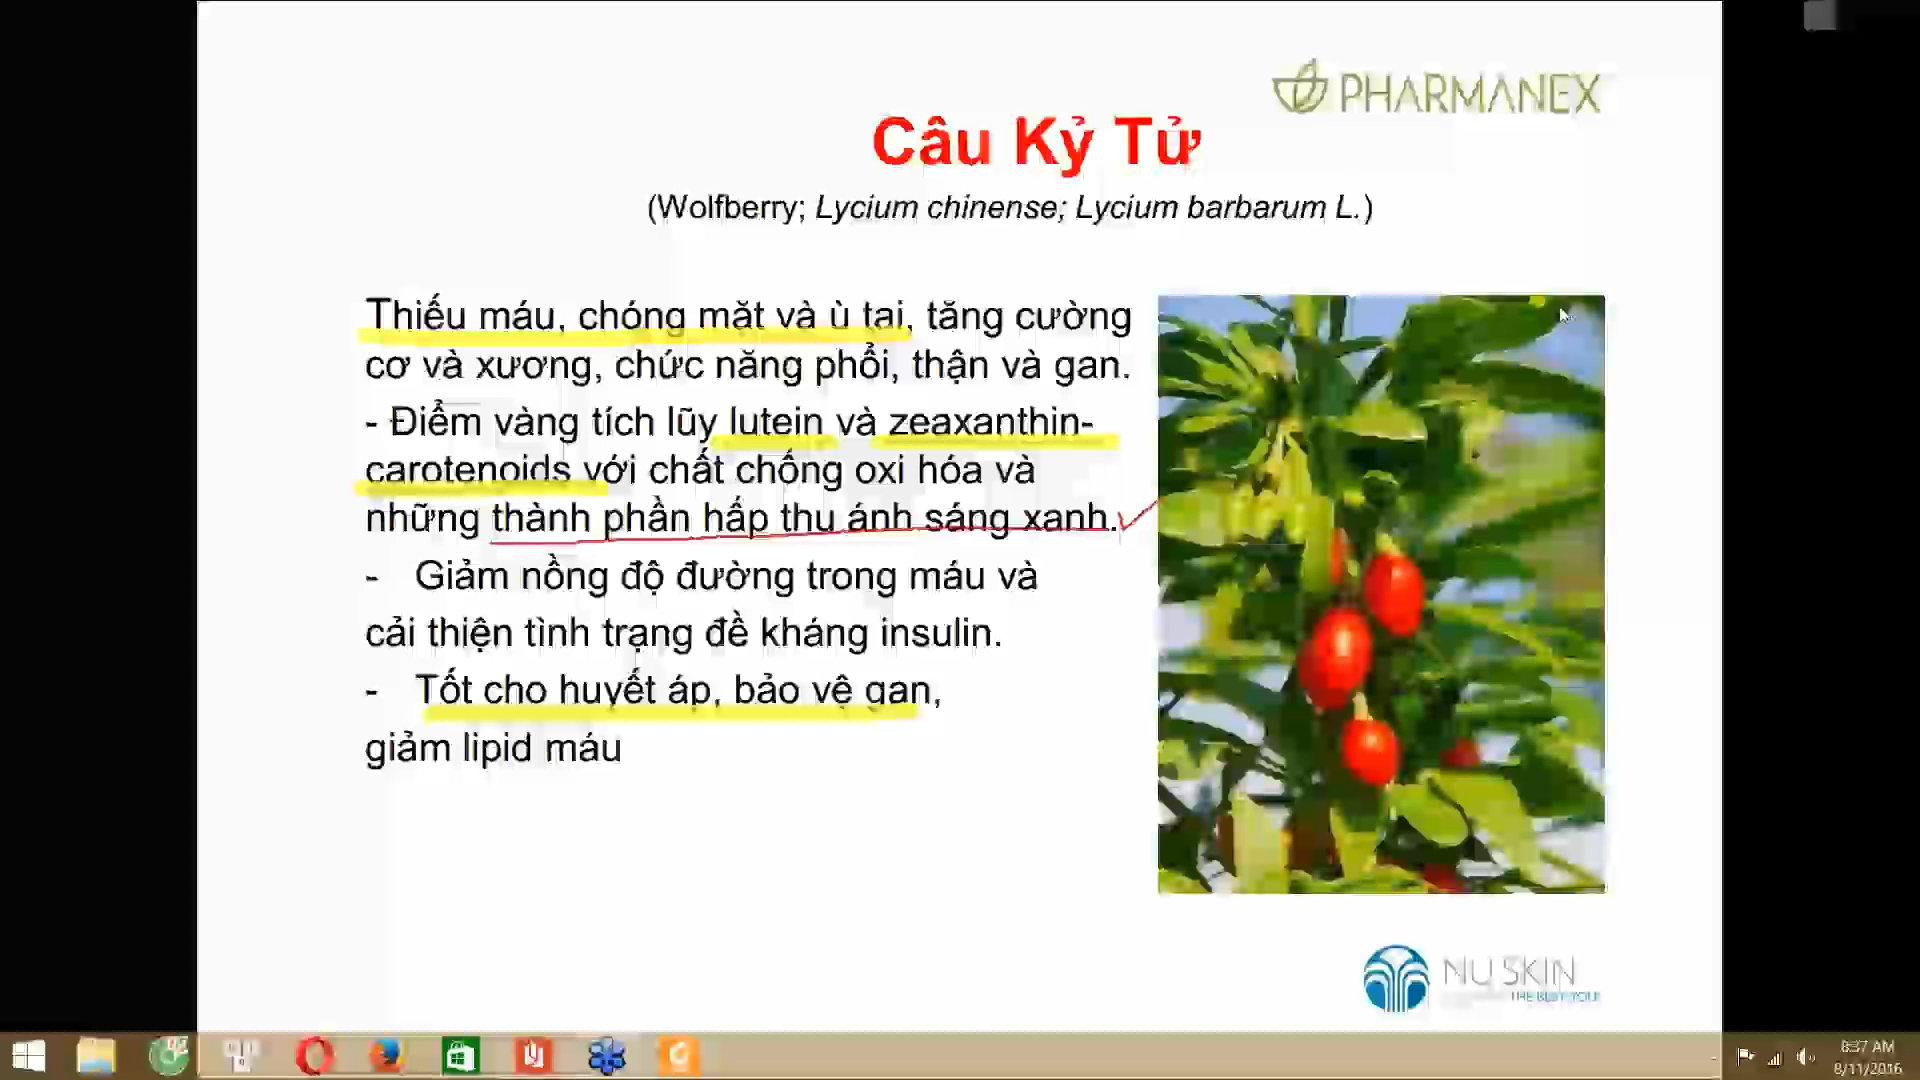 PHARMANEX
Câu Kỷ Tử
(Wolfberry; Lycium chinense; Lycium barbarum L.)
Thiếu máu, chóng mặt và ù tai, tăng cường
cơ và xương, chức năng phổi, thận và gan.
- Điểm vàng tích lũy lutein và zeaxanthin-
carotenoids với chất chống oxi hóa và
những thành phần hấp thu ánh sáng xanh.
- Giảm nồng độ đường trong máu và
cải thiện tình trạng đề kháng insulin.
- Tốt cho huyết áp, bảo vệ gan,
giảm lipid máu
NU SKIN
8:37 AM
8/11/2016